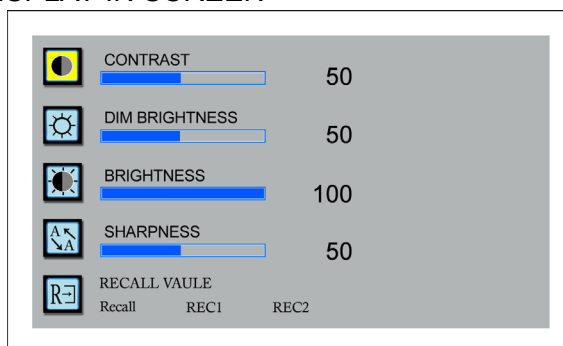 CONTRAST
50
DIM BRIGHTNESS
50
BRIGHTNESS
100
A
A
SHARPNESS
50
R
RECALL VAULE
Recall REC1 REC2